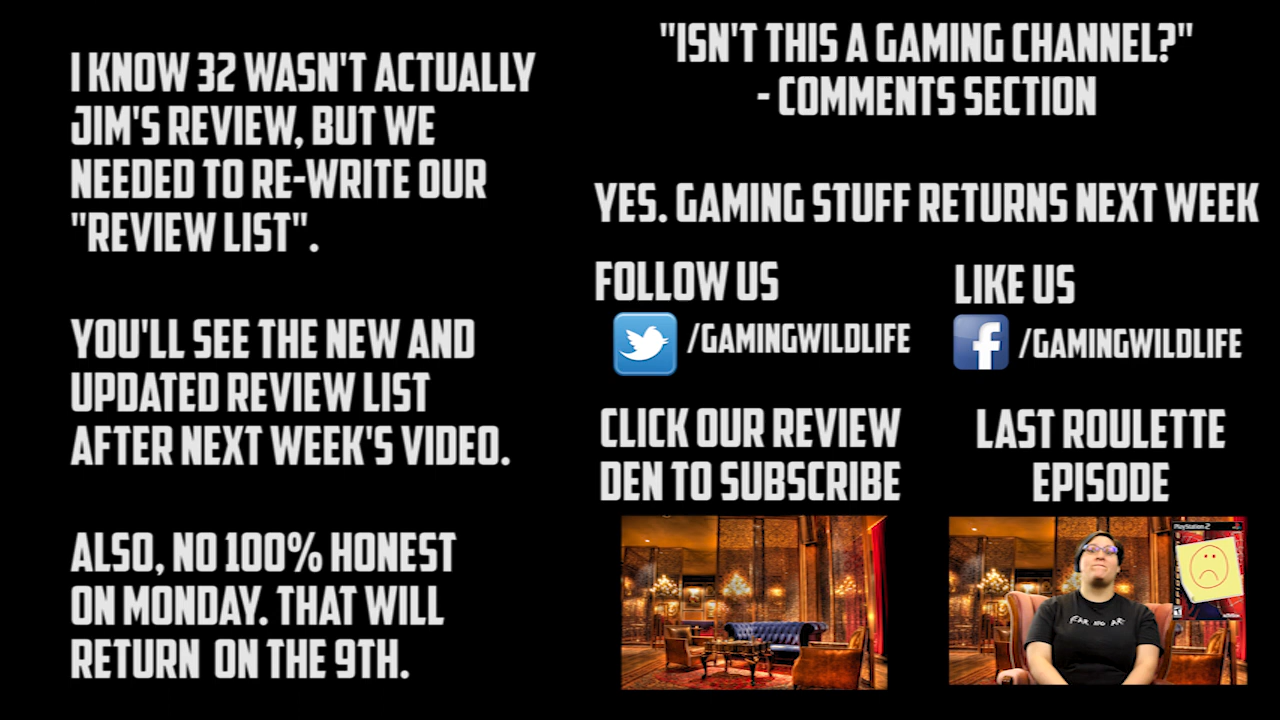 I KNOW 32 WASN'T ACTUALLY
JIM'S REVIEW, BUT WE
NEEDED TO RE-WRITE OUR
"REVIEW LIST".
YOU'LL SEE THE NEW AND
UPDATED REVIEW LIST
AFTER NEXT WEEK'S VIDEO.
ALSO, NO 100% HONEST
ON MONDAY. THAT WILL
RETURN ON THE 9TH.
"ISN'T THIS A GAMING CHANNEL?"
- COMMENTS SECTION
YES. GAMING STUFF RETURNS NEXT WEEK
FOLLOW US
/GAMINGWILDLIFE
LIKE US
/GAMINGWILDLIFE
CLICK OUR REVIEW
DEN TO SUBSCRIBE
LAST ROULETTE
EPISODE
PlayStation 2